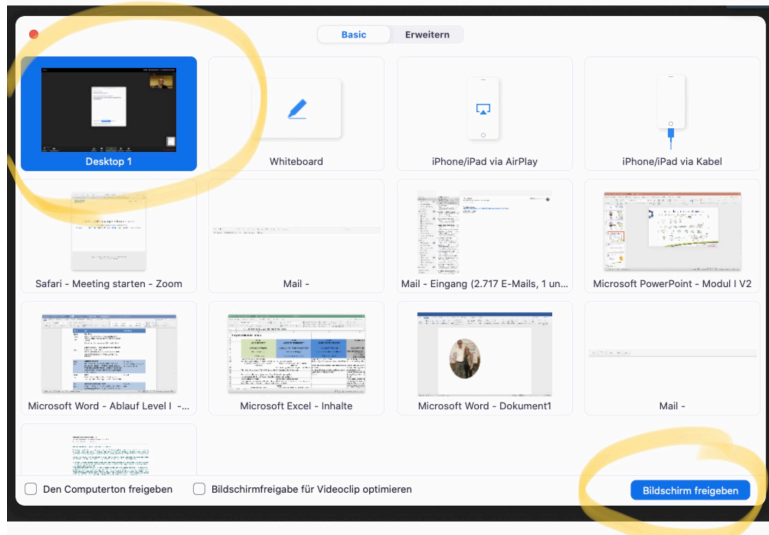 Basic
Erweitern
Desktop 1
Whiteboard
iPhone/iPad via AirPlay
iPhone/iPad via Kabel
Safari - Meeting starten - Zoom
Mail -
Mail - Eingang (2.717 E-Mails, 1 un...
Microsoft PowerPoint - Modul I V2
Microsoft Word - Ablauf Level I -...
Microsoft Excel - Inhalte
Microsoft Word - Dokument1
Mail -
Den Computerton freigeben
Bildschirmfreigabe für Videoclip optimieren
Bildschirm freigeben